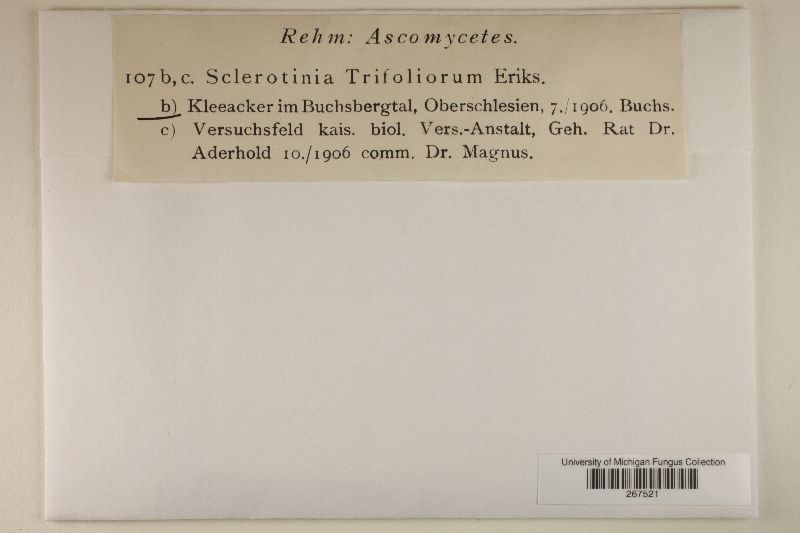 Rehm: Ascomycetes.
107 b, c. Sclerotinia Trifoliorum Eriks.
b) Kleeacker im Buchsbergtal, Oberschlesien, 7./1906. Buchs.
c) Versuchsfeld kais. biol. Vers.-Anstalt, Geh. Rat Dr.
Aderhold 10./1906 comm. Dr. Magnus.
University of Michigan Fungus Collection
267521